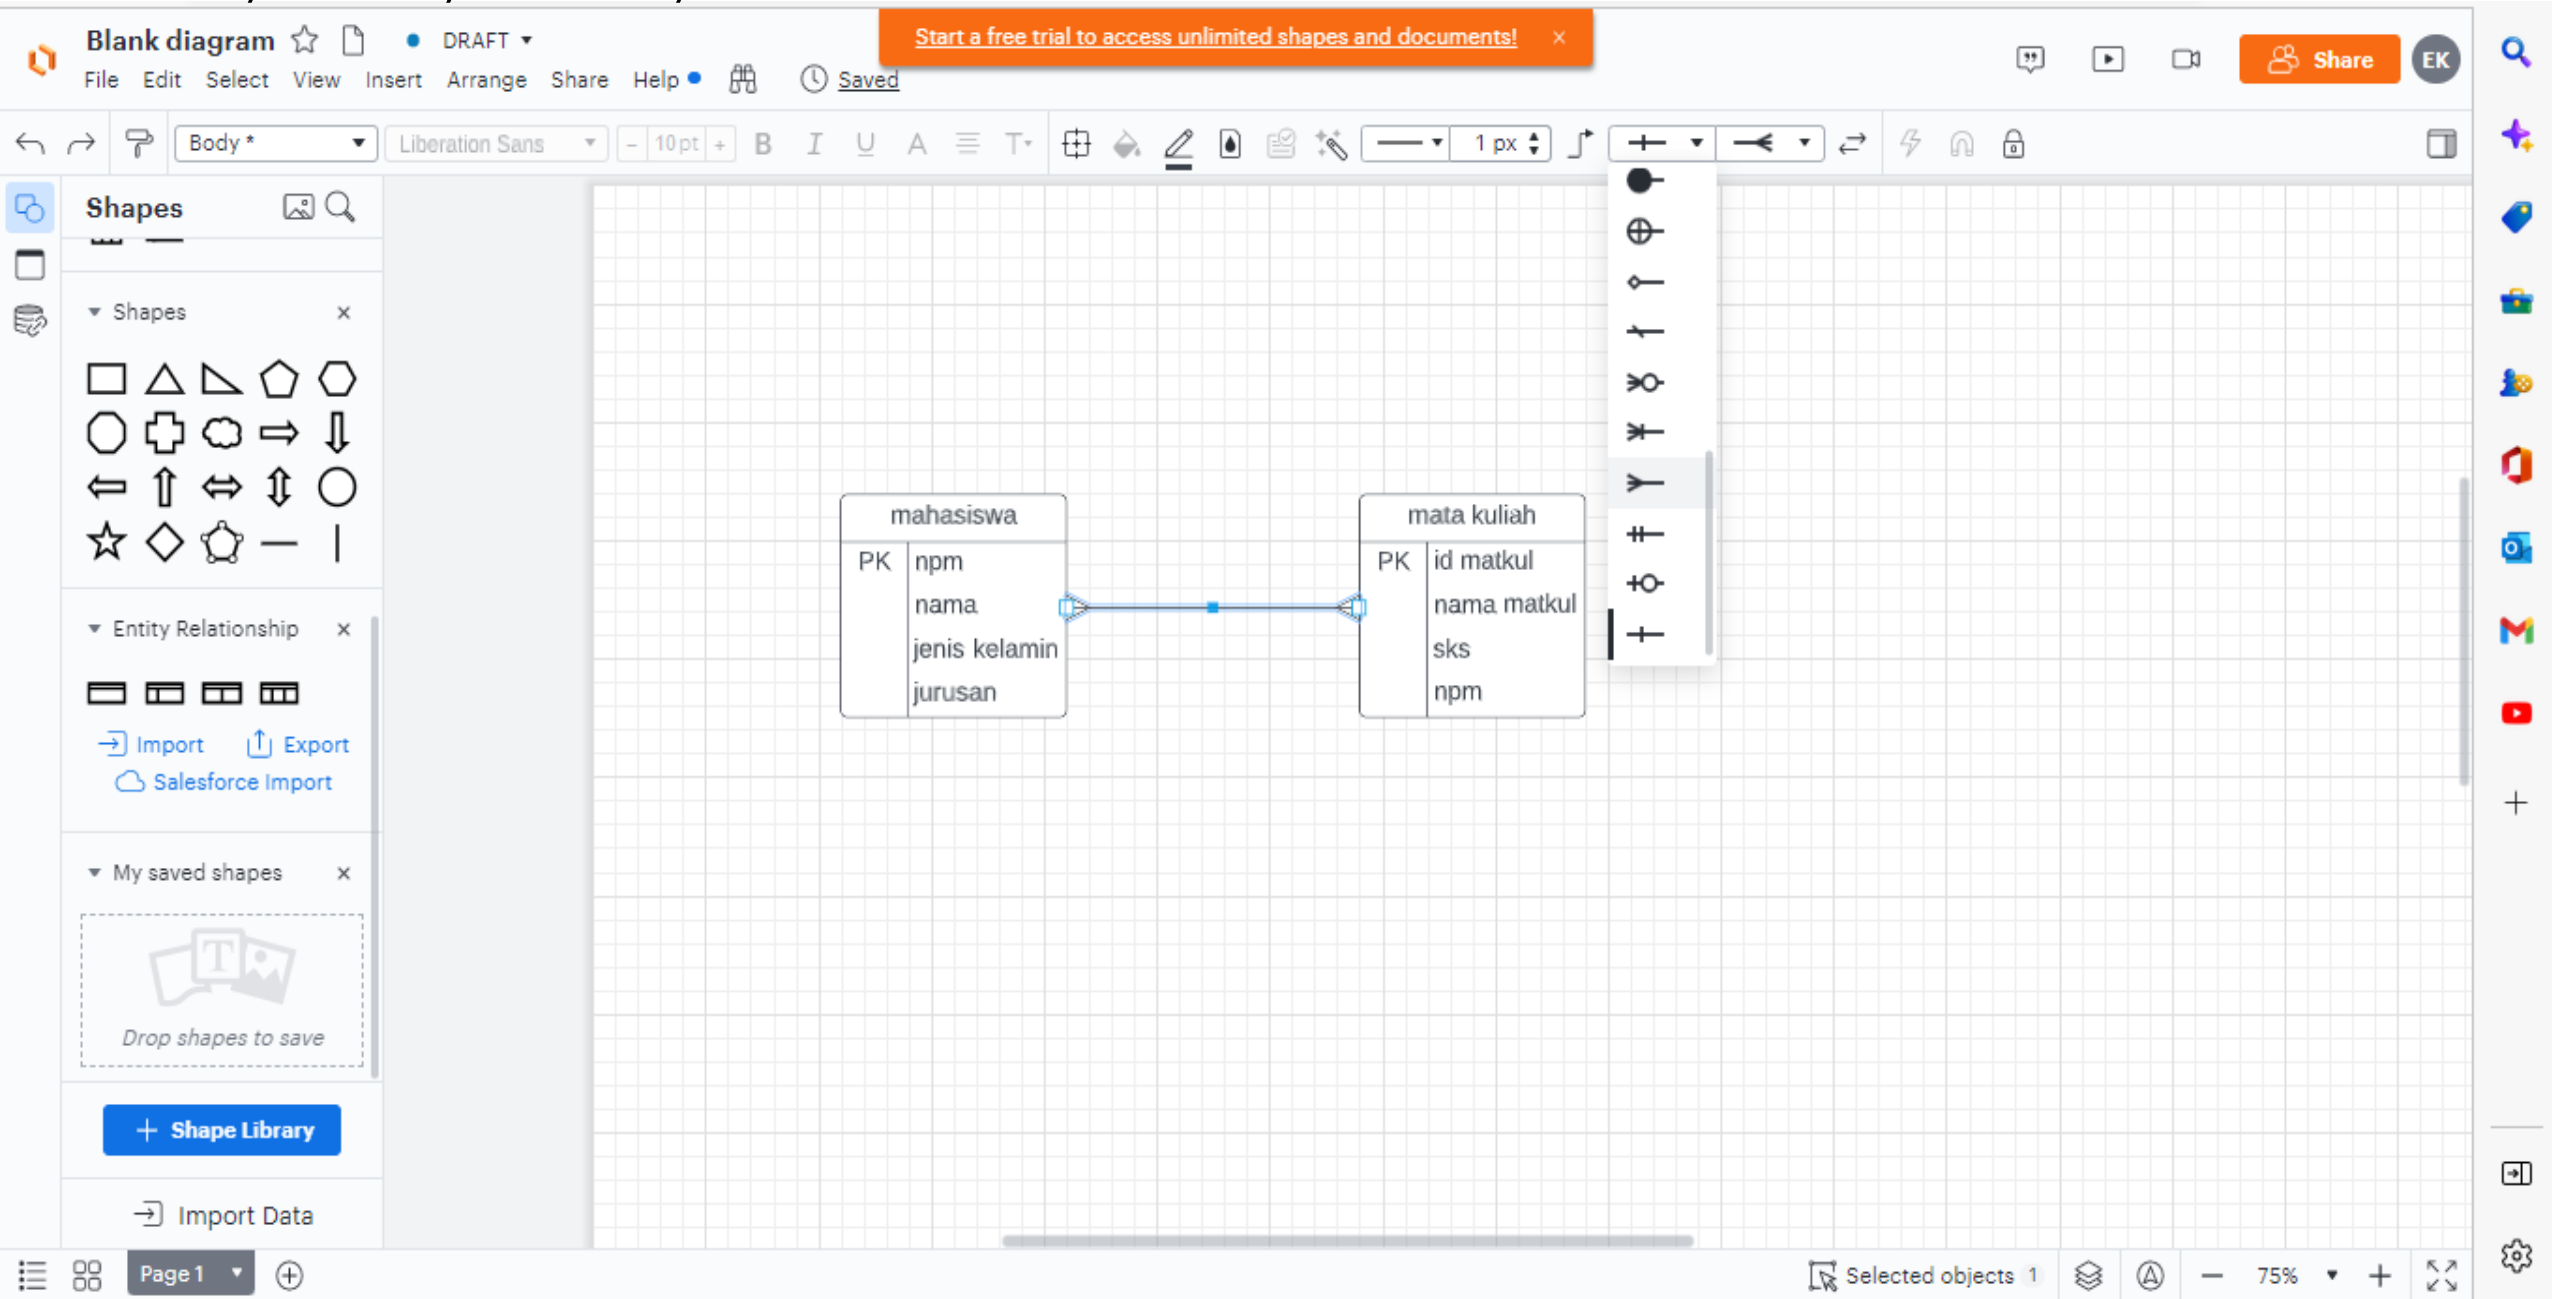 Blank diagram
DRAFT
Start a free trial to access unlimited shapes and documents!
File Edit Select View Insert Arrange Share Help
Saved
Share
EK
Body *
Liberation Sans
- 10 pt +
B I U A T
1 px
Shapes
Shapes
Entity Relationship
Import Export
Salesforce Import
My saved shapes
T
Drop shapes to save
+ Shape Library
Import Data
mahasiswa
PK npm
nama
jenis kelamin
jurusan
mata kuliah
PK id matkul
nama matkul
sks
npm
Page 1
Selected objects 1
75%